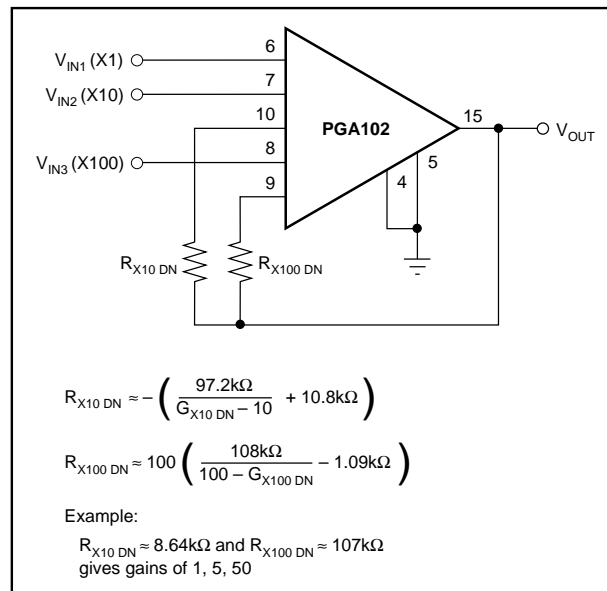 6
V_IN1 (X1)
7
V_IN2 (X10)
10
PGA102
15
V_OUT
8
V_IN3 (X100)
5
4
9
R_X10 DN
R_X100 DN
R_X10 DN ≈ – ( 97.2kΩ / G_X10 DN – 10 + 10.8kΩ )
R_X100 DN ≈ 100 ( 108kΩ / 100 – G_X100 DN – 1.09kΩ )
Example:
R_X10 DN ≈ 8.64kΩ and R_X100 DN ≈ 107kΩ
gives gains of 1, 5, 50